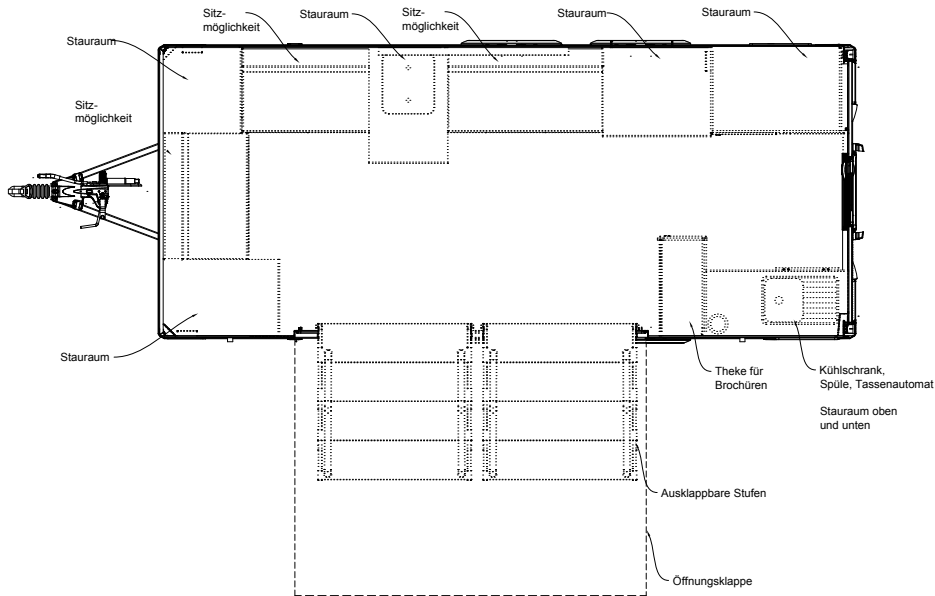 Sitz-
möglichkeit
Stauraum
Sitz-
möglichkeit
Stauraum
Stauraum
Stauraum
Sitz-
möglichkeit
Stauraum
Theke für
Brochüren
Kühlschrank,
Spüle, Tassenautomat
Stauraum oben
und unten
Ausklappbare Stufen
Öffnungsklappe